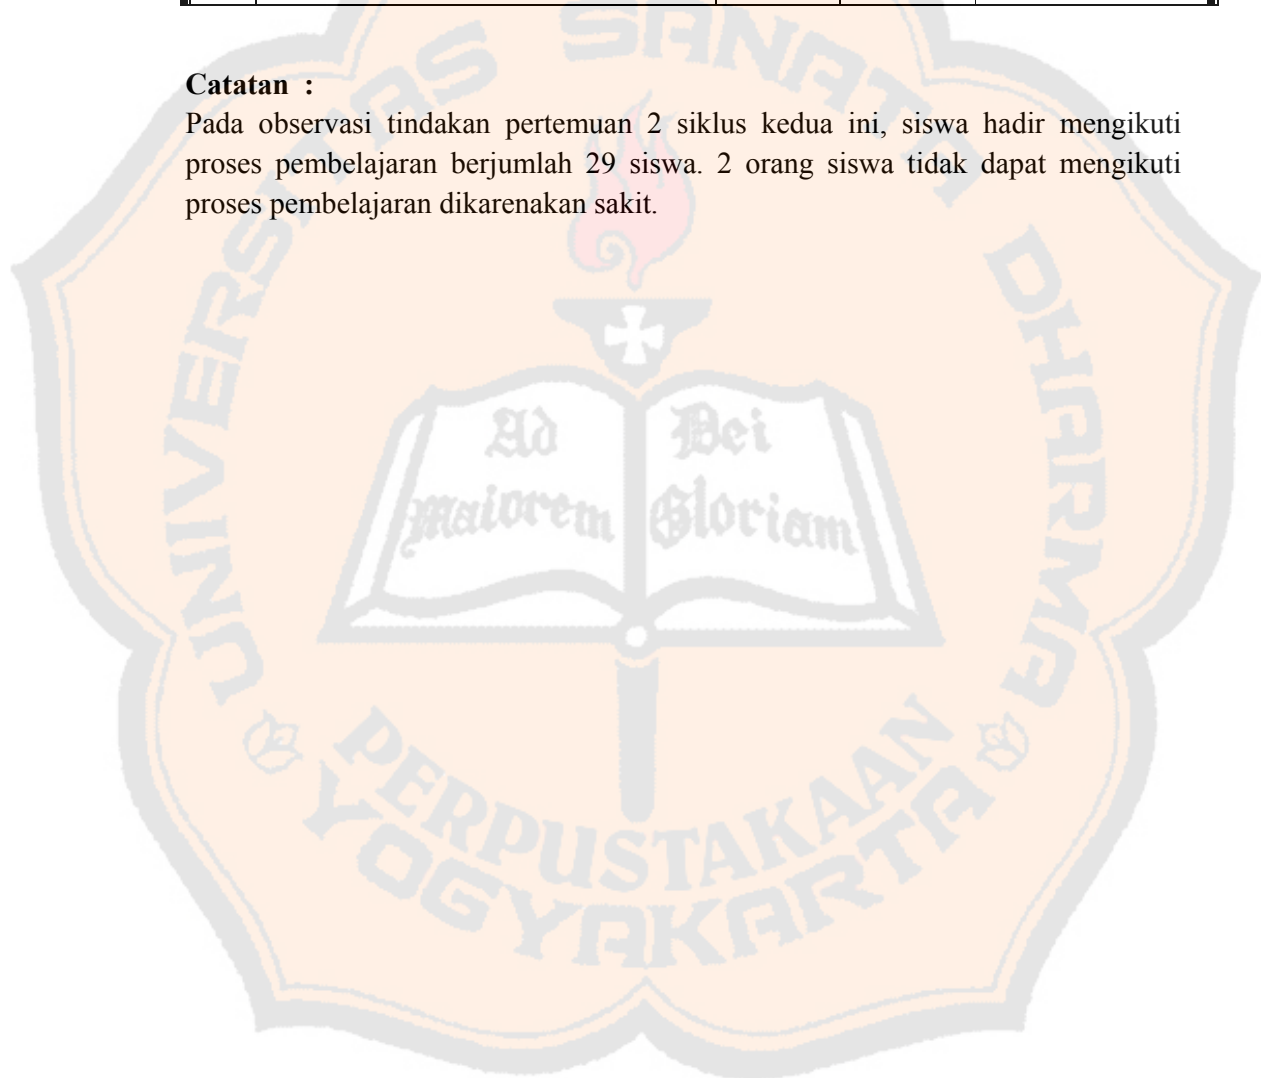 Catatan :
Pada observasi tindakan pertemuan 2 siklus kedua ini, siswa hadir mengikuti
proses pembelajaran berjumlah 29 siswa. 2 orang siswa tidak dapat mengikuti
proses pembelajaran dikarenakan sakit.
UNIVERSITAS SANATA DHARMA
Ad Dei
Maiorem Gloriam
PERPUSTAKAAN
YOGYAKARTA